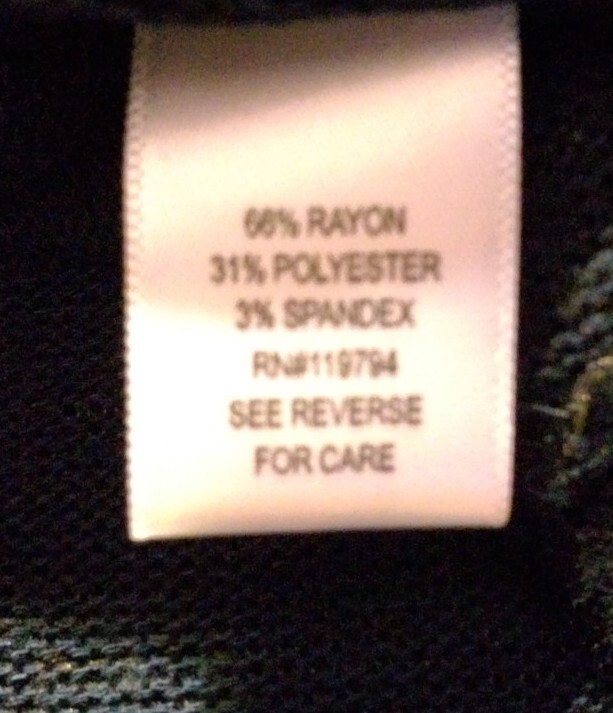 66% RAYON
31% POLYESTER
3% SPANDEX
RN#119794
SEE REVERSE
FOR CARE